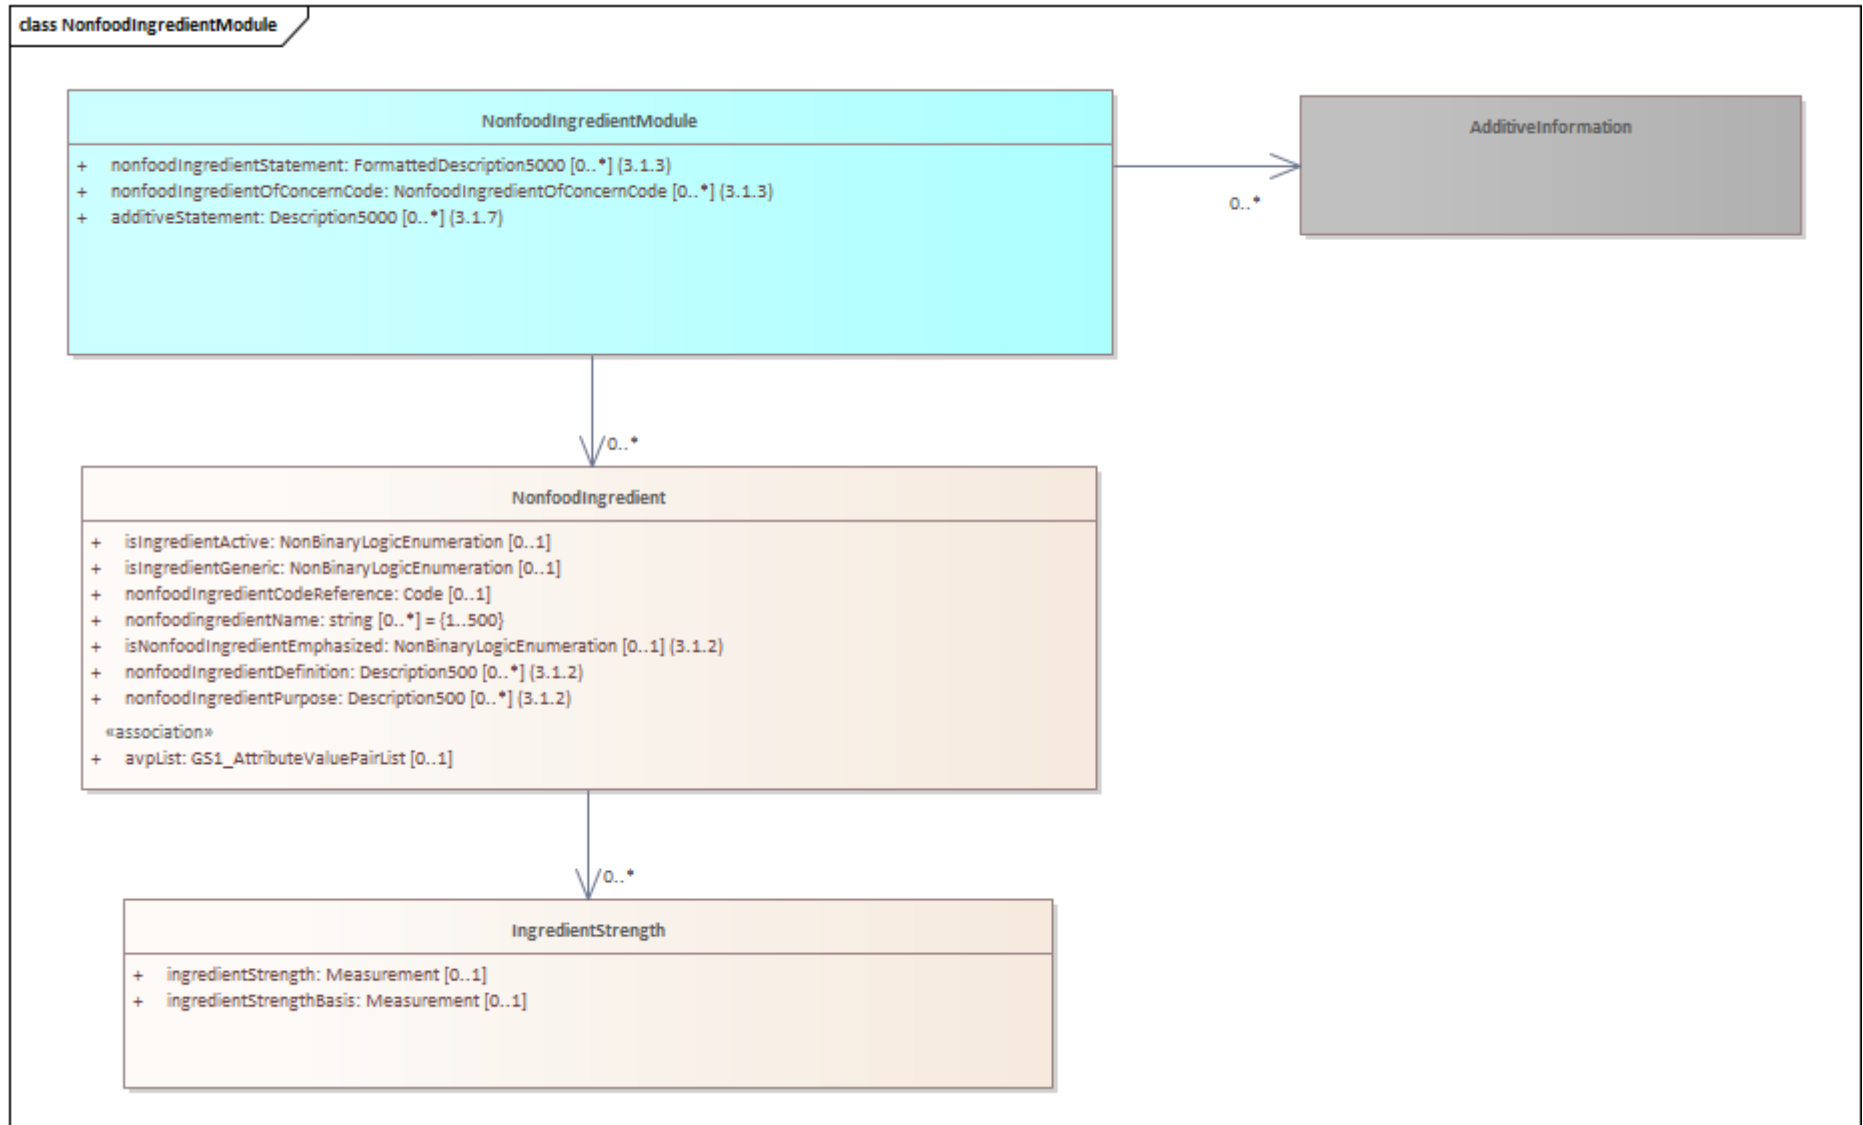 class NonfoodIngredientModule
NonfoodIngredientModule
+ nonfoodIngredientStatement: FormattedDescription5000 [0..*] {3.1.3}
+ nonfoodIngredientOfConcernCode: NonfoodIngredientOfConcernCode [0..*] {3.1.3}
+ additiveStatement: Description5000 [0..*] {3.1.7}
AdditiveInformation
0..*
0..*
NonfoodIngredient
+ isIngredientActive: NonBinaryLogicEnumeration [0..1]
+ isIngredientGeneric: NonBinaryLogicEnumeration [0..1]
+ nonfoodIngredientCodeReference: Code [0..1]
+ nonfoodingredientName: string [0..*] = {1..500}
+ isNonfoodIngredientEmphasized: NonBinaryLogicEnumeration [0..1] {3.1.2}
+ nonfoodIngredientDefinition: Description500 [0..*] {3.1.2}
+ nonfoodIngredientPurpose: Description500 [0..*] {3.1.2}
«association»
+ avpList: GS1_AttributeValuePairList [0..1]
0..*
IngredientStrength
+ ingredientStrength: Measurement [0..1]
+ ingredientStrengthBasis: Measurement [0..1]